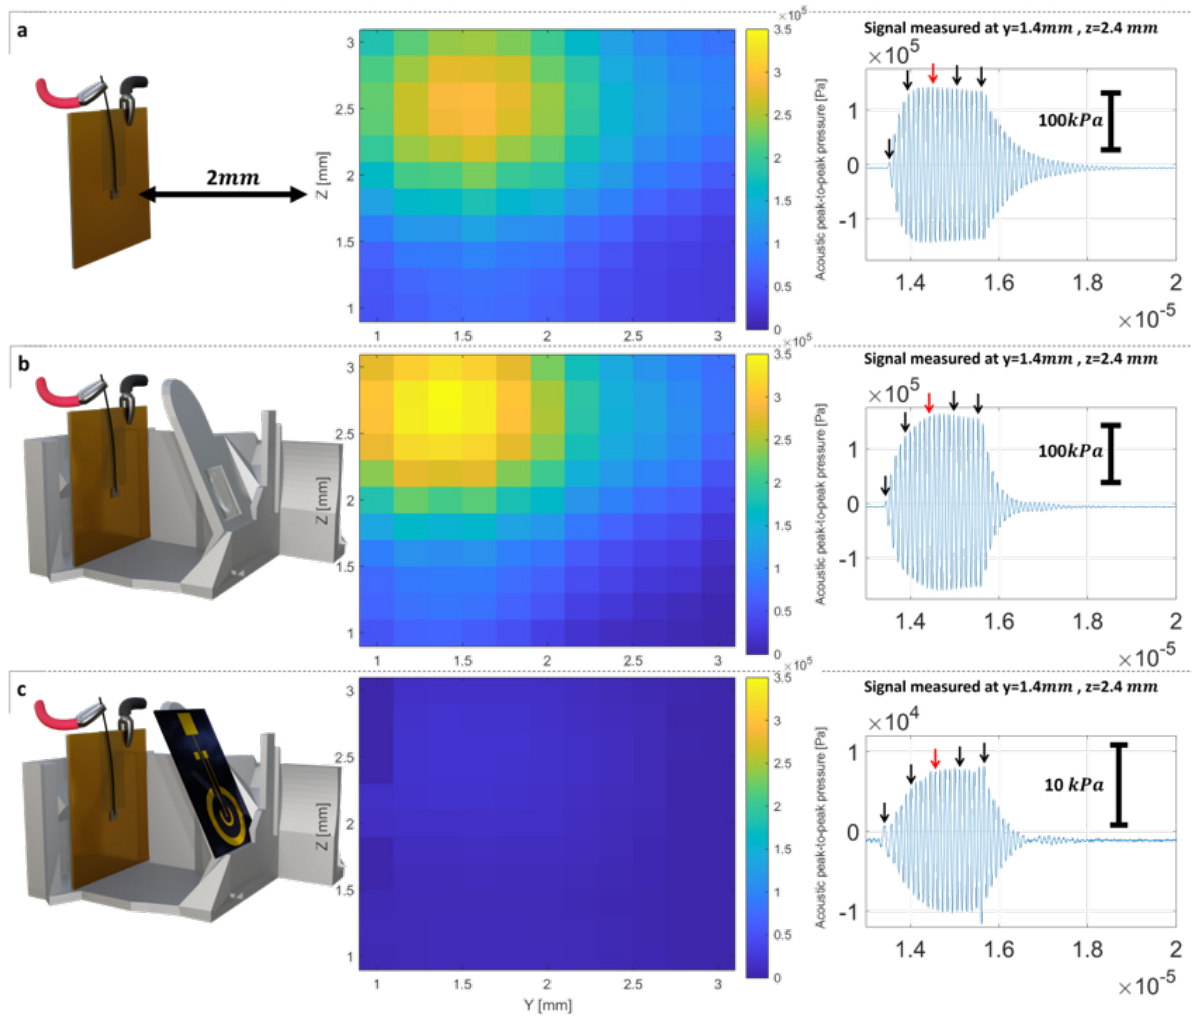 a
2mm
Z [mm]
3
2.5
2
1.5
1
1 1.5 2 2.5 3
×10⁵
3.5
3
2.5
2
1.5
1
0.5
0
Signal measured at y=1.4mm , z=2.4 mm
×10⁵
Acoustic peak-to-peak pressure [Pa]
1
0
-1
100kPa
1.4 1.6 1.8 2
×10⁻⁵
b
Z [mm]
3
2.5
2
1.5
1
1 1.5 2 2.5 3
×10⁵
3.5
3
2.5
2
1.5
1
0.5
0
Signal measured at y=1.4mm , z=2.4 mm
×10⁵
Acoustic peak-to-peak pressure [Pa]
1
0
-1
100kPa
1.4 1.6 1.8 2
×10⁻⁵
c
Z [mm]
3
2.5
2
1.5
1
1 1.5 2 2.5 3
Y [mm]
×10⁵
3.5
3
2.5
2
1.5
1
0.5
0
Signal measured at y=1.4mm , z=2.4 mm
×10⁴
Acoustic peak-to-peak pressure [Pa]
1
0
-1
10 kPa
1.4 1.6 1.8 2
×10⁻⁵